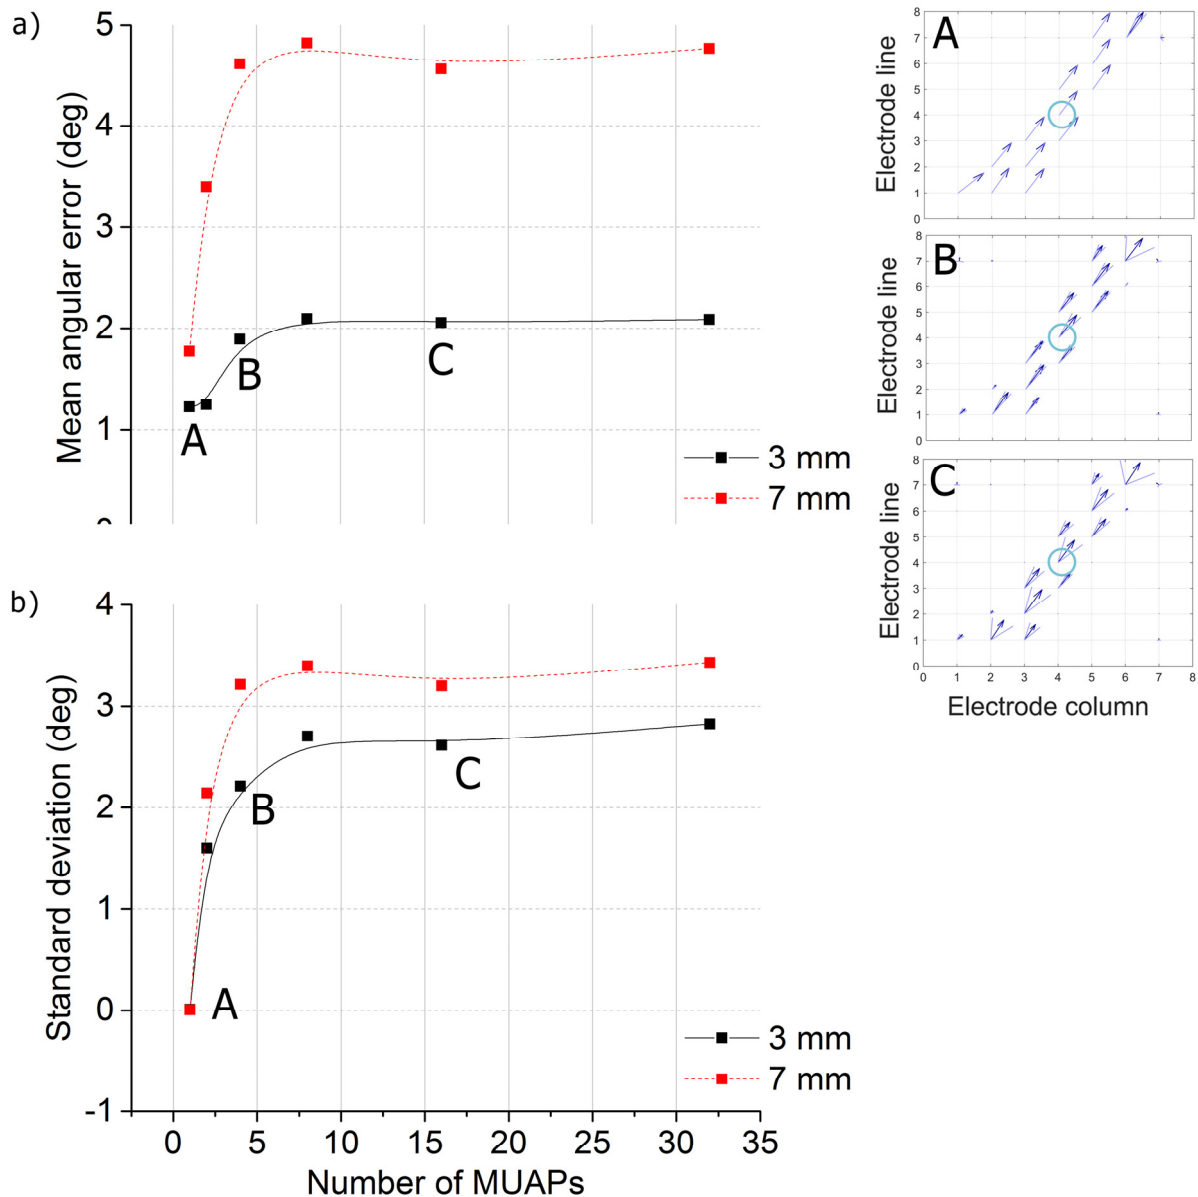 a)
Mean angular error (deg)
5
4
3
2
1
0
A
B
C
3 mm
7 mm
b)
Standard deviation (deg)
4
3
2
1
0
-1
A
B
C
3 mm
7 mm
0 5 10 15 20 25 30 35
Number of MUAPs
A
Electrode line
8
7
6
5
4
3
2
1
0
B
Electrode line
8
7
6
5
4
3
2
1
0
C
Electrode line
8
7
6
5
4
3
2
1
0
0 1 2 3 4 5 6 7 8
Electrode column